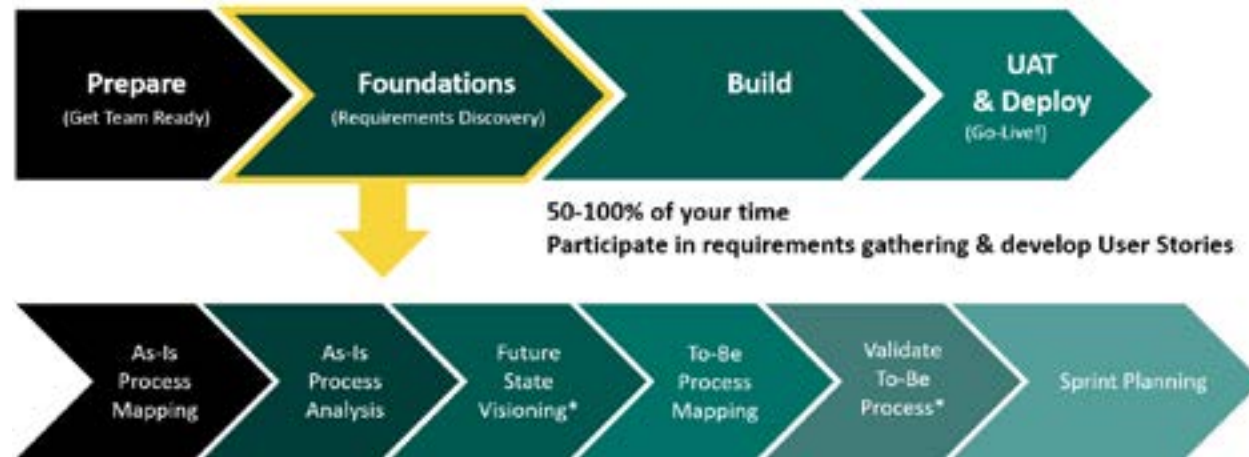 Prepare
(Get Team Ready)
Foundations
(Requirements Discovery)
Build
UAT
& Deploy
(Go-Live!)
50-100% of your time
Participate in requirements gathering & develop User Stories
As-Is
Process
Mapping
As-Is
Process
Analysis
Future
State
Visioning*
To-Be
Process
Mapping
Validate
To-Be
Process*
Sprint Planning